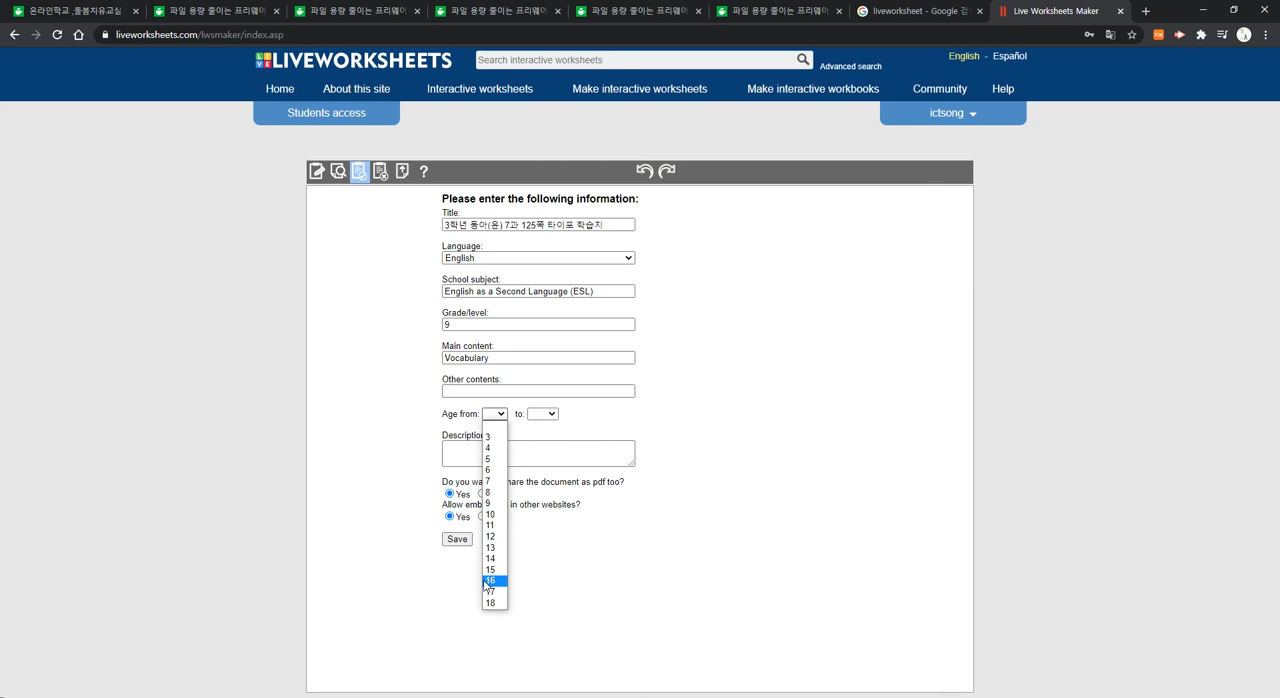 온라인학교 ,돌봄치유교실
파일 용량 줄이는 프리웨어
파일 용량 줄이는 프리웨어
파일 용량 줄이는 프리웨어
파일 용량 줄이는 프리웨어
파일 용량 줄이는 프리웨어
liveworksheet - Google 검
Live Worksheets Maker
liveworksheets.com/lwsmaker/index.asp
LIVEWORKSHEETS
Search interactive worksheets
Advanced search
English - Español
Home About this site Interactive worksheets Make interactive worksheets Make interactive workbooks Community Help
Students access
ictsong
Please enter the following information:
Title:
3학년 동아(윤) 7과 125쪽 타이포 학습지
Language:
English
School subject:
English as a Second Language (ESL)
Grade/level:
9
Main content:
Vocabulary
Other contents:
Age from: to:
3
4
5
6
7
8
9
10
11
12
13
14
15
16
17
18
Description
Do you wa hare the document as pdf too?
Yes
Allow emb in other websites?
Yes
Save